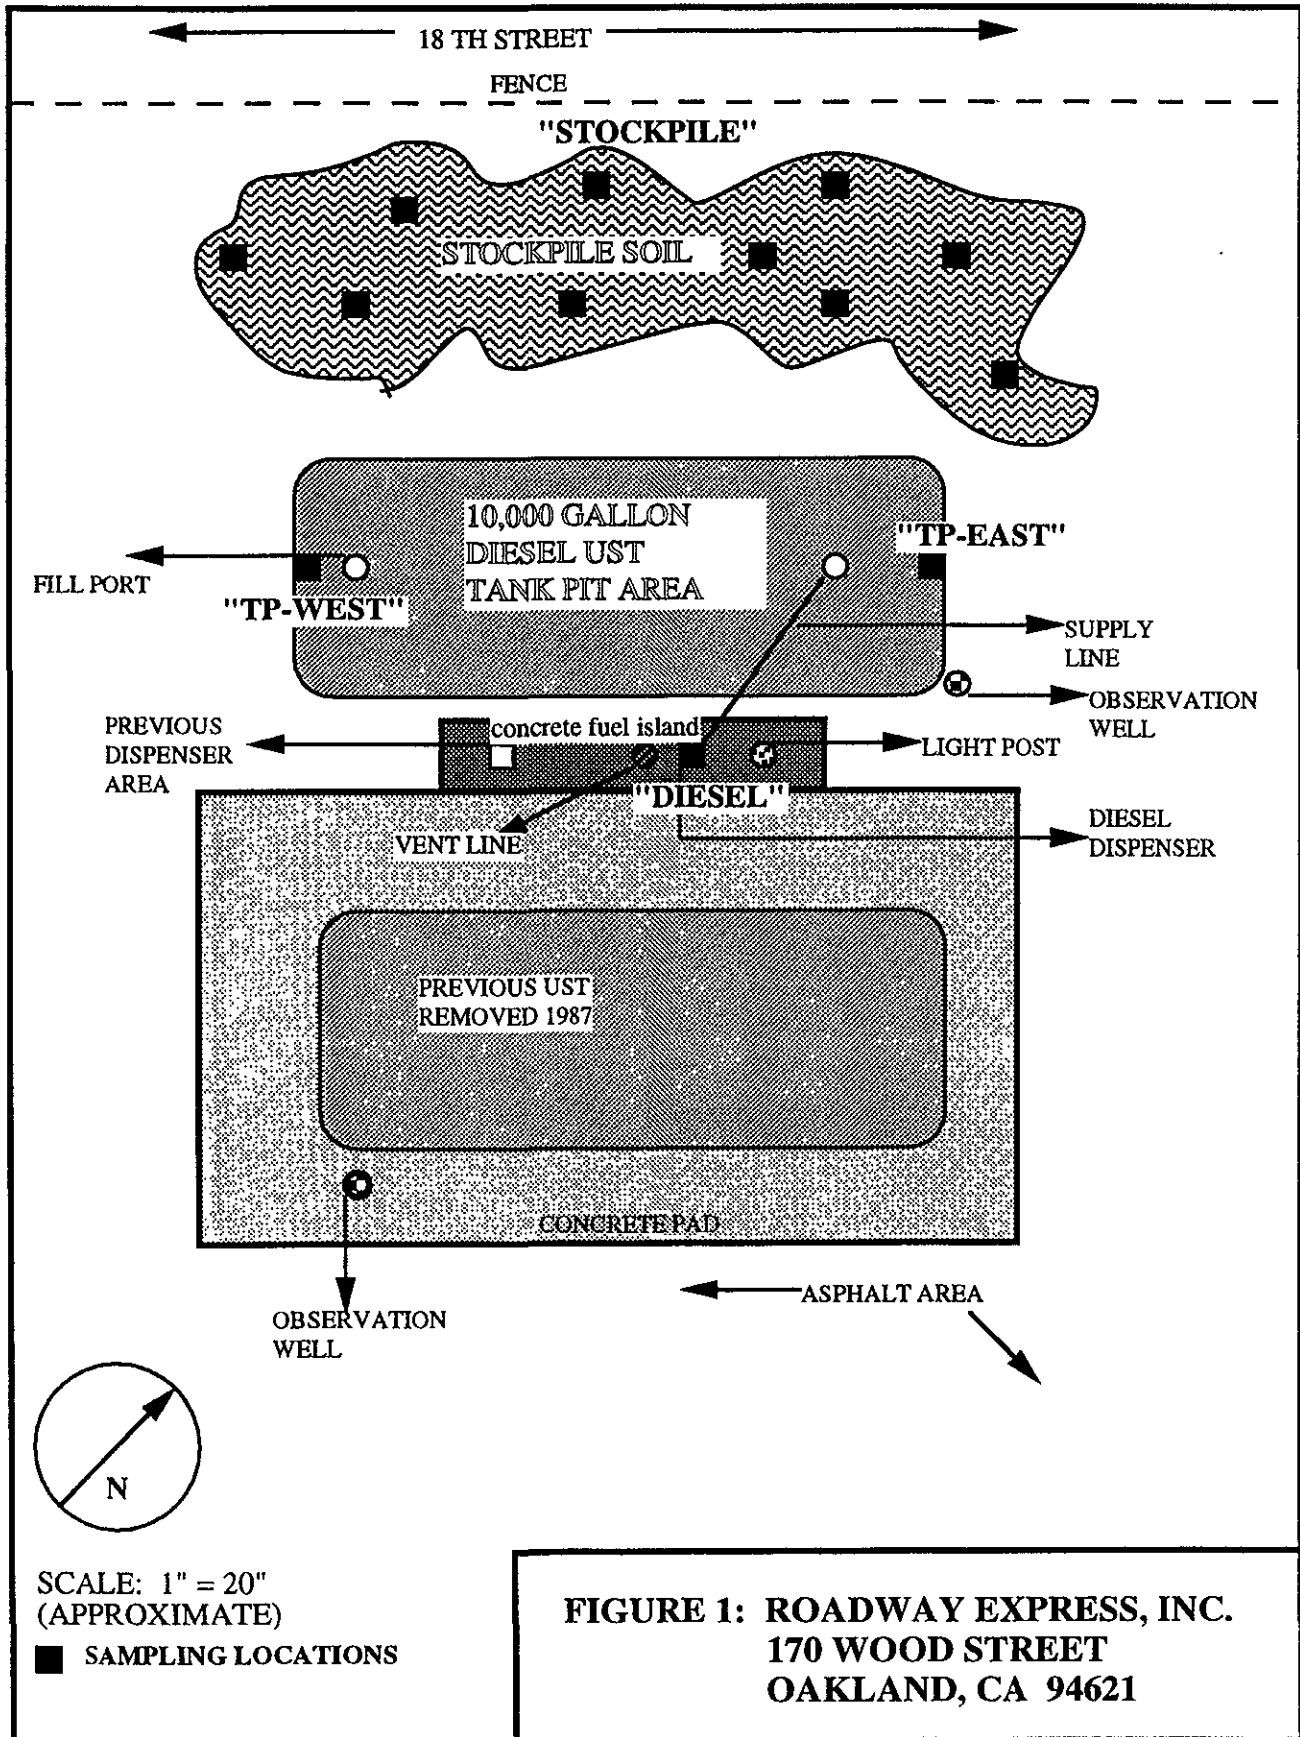 18 TH STREET
FENCE
"STOCKPILE"
STOCKPILE SOIL
10,000 GALLON
DIESEL UST
TANK PIT AREA
"TP-EAST"
FILL PORT
"TP-WEST"
SUPPLY
LINE
OBSERVATION
WELL
PREVIOUS
DISPENSER
AREA
concrete fuel island
LIGHT POST
"DIESEL"
VENT LINE
DIESEL
DISPENSER
PREVIOUS UST
REMOVED 1987
CONCRETE PAD
OBSERVATION
WELL
ASPHALT AREA
N
SCALE: 1" = 20"
(APPROXIMATE)
SAMPLING LOCATIONS
FIGURE 1: ROADWAY EXPRESS, INC.
170 WOOD STREET
OAKLAND, CA 94621